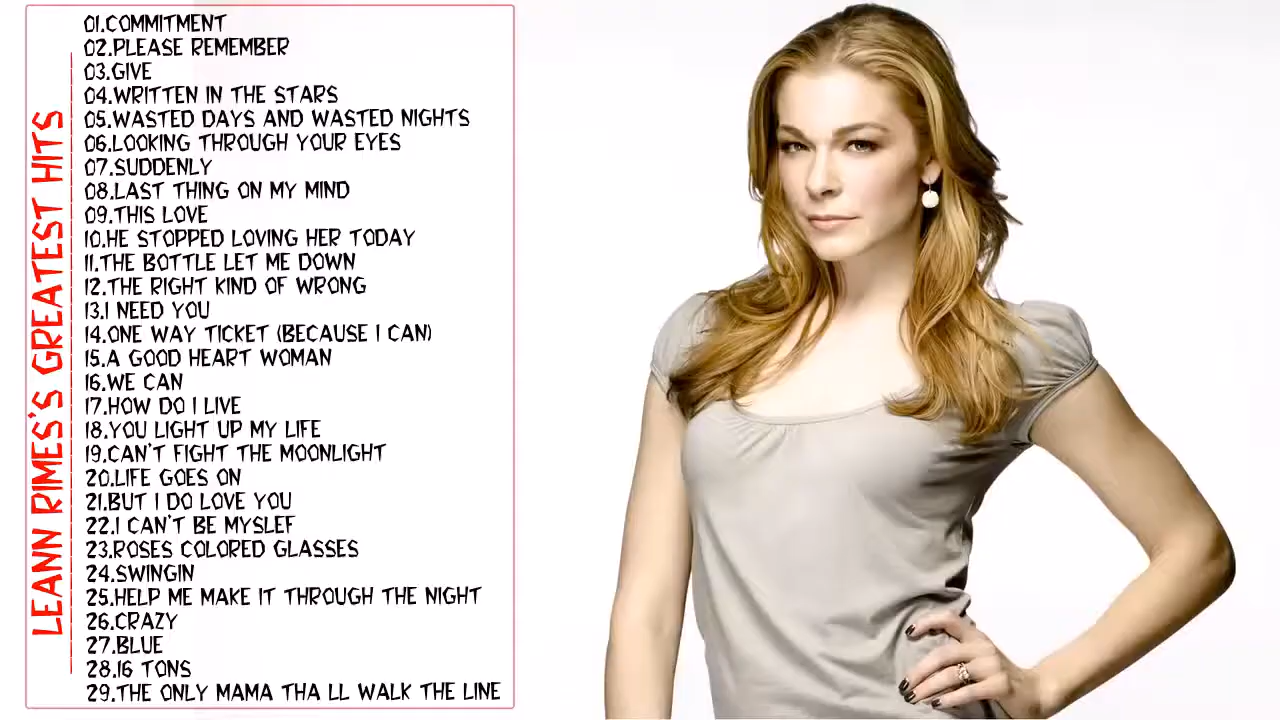 LEANN RIMES'S GREATEST HITS
01.COMMITMENT
02.PLEASE REMEMBER
03.GIVE
04.WRITTEN IN THE STARS
05.WASTED DAYS AND WASTED NIGHTS
06.LOOKING THROUGH YOUR EYES
07.SUDDENLY
08.LAST THING ON MY MIND
09.THIS LOVE
10.HE STOPPED LOVING HER TODAY
11.THE BOTTLE LET ME DOWN
12.THE RIGHT KIND OF WRONG
13.I NEED YOU
14.ONE WAY TICKET (BECAUSE I CAN)
15.A GOOD HEART WOMAN
16.WE CAN
17.HOW DO I LIVE
18.YOU LIGHT UP MY LIFE
19.CAN'T FIGHT THE MOONLIGHT
20.LIFE GOES ON
21.BUT I DO LOVE YOU
22.I CAN'T BE MYSLEF
23.ROSES COLORED GLASSES
24.SWINGIN
25.HELP ME MAKE IT THROUGH THE NIGHT
26.CRAZY
27.BLUE
28.16 TONS
29.THE ONLY MAMA THA LL WALK THE LINE